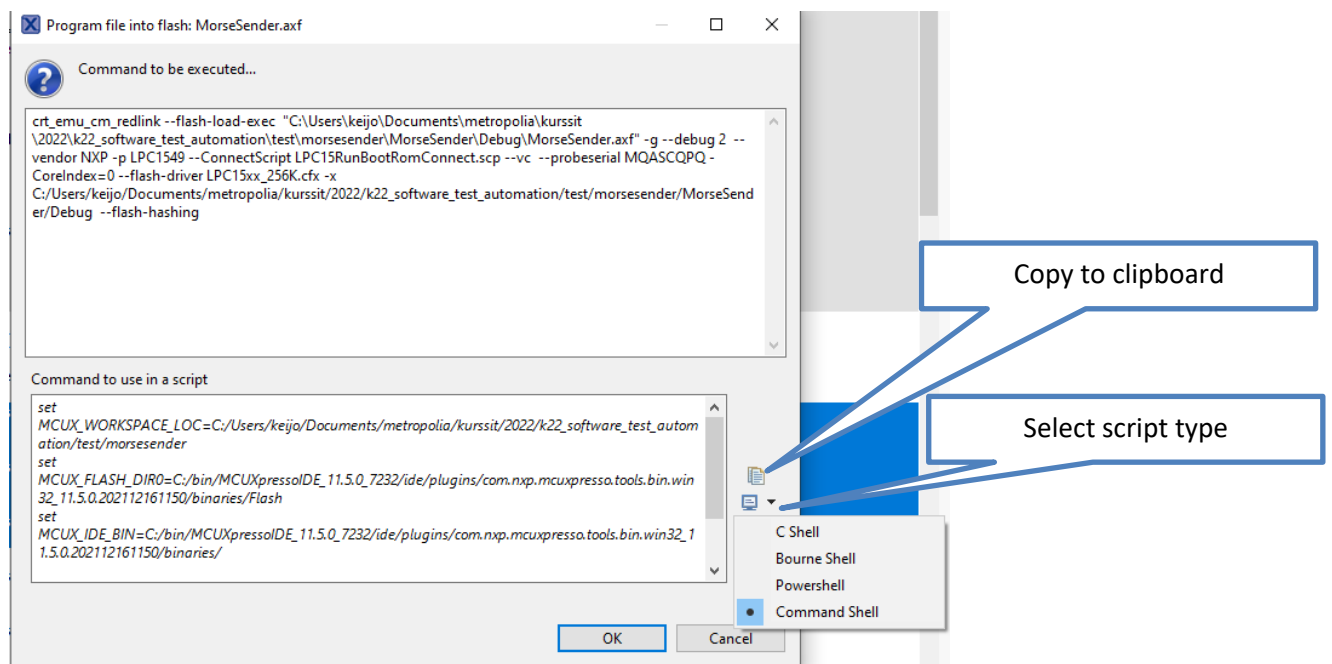 Program file into flash: MorseSender.axf
Command to be executed...
crt_emu_cm_redlink --flash-load-exec "C:\Users\keijo\Documents\metropolia\kurssit
\2022\k22_software_test_automation\test\morsesender\MorseSender\Debug\MorseSender.axf" -g --debug 2 --
vendor NXP -p LPC1549 --ConnectScript LPC15RunBootRomConnect.scp --vc --probeserial MQASCQPQ -
CoreIndex=0 --flash-driver LPC15xx_256K.cfx -x
C:/Users/keijo/Documents/metropolia/kurssit/2022/k22_software_test_automation/test/morsesender/MorseSend
er/Debug --flash-hashing
Copy to clipboard
Command to use in a script
set
MCUX_WORKSPACE_LOC=C:/Users/keijo/Documents/metropolia/kurssit/2022/k22_software_test_autom
ation/test/morsesender
set
MCUX_FLASH_DIR0=C:/bin/MCUXpressoIDE_11.5.0_7232/ide/plugins/com.nxp.mcuxpresso.tools.bin.win
32_11.5.0.202112161150/binaries/Flash
set
MCUX_IDE_BIN=C:/bin/MCUXpressoIDE_11.5.0_7232/ide/plugins/com.nxp.mcuxpresso.tools.bin.win32_1
1.5.0.202112161150/binaries/
Select script type
C Shell
Bourne Shell
Powershell
Command Shell
OK
Cancel